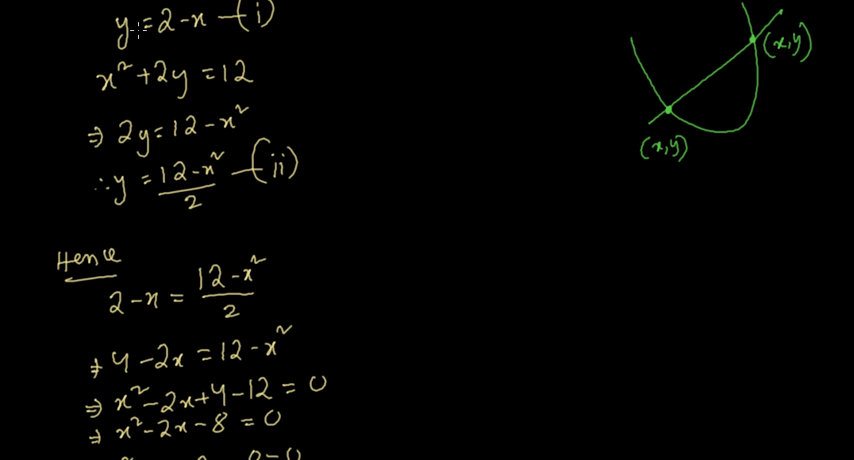 y = 2 - x — (i)
x² + 2y = 12
⇒ 2y = 12 - x²
∴ y = (12 - x²)/2 — (ii)
Hence
2 - x = (12 - x²)/2
⇒ 4 - 2x = 12 - x²
⇒ x² - 2x + 4 - 12 = 0
⇒ x² - 2x - 8 = 0
(x, y)
(x, y)